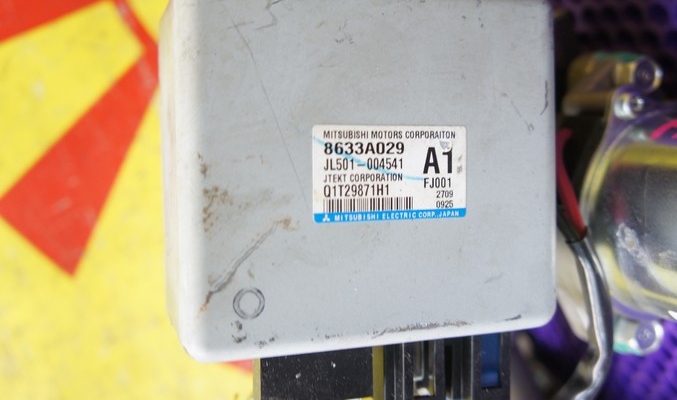 MITSUBISHI MOTORS CORPORAITON
8633A029
JL501-004541
A1
JTEKT CORPORATION
FJ001
Q1T29871H1
2709
0925
MITSUBISHI ELECTRIC CORP.,JAPAN